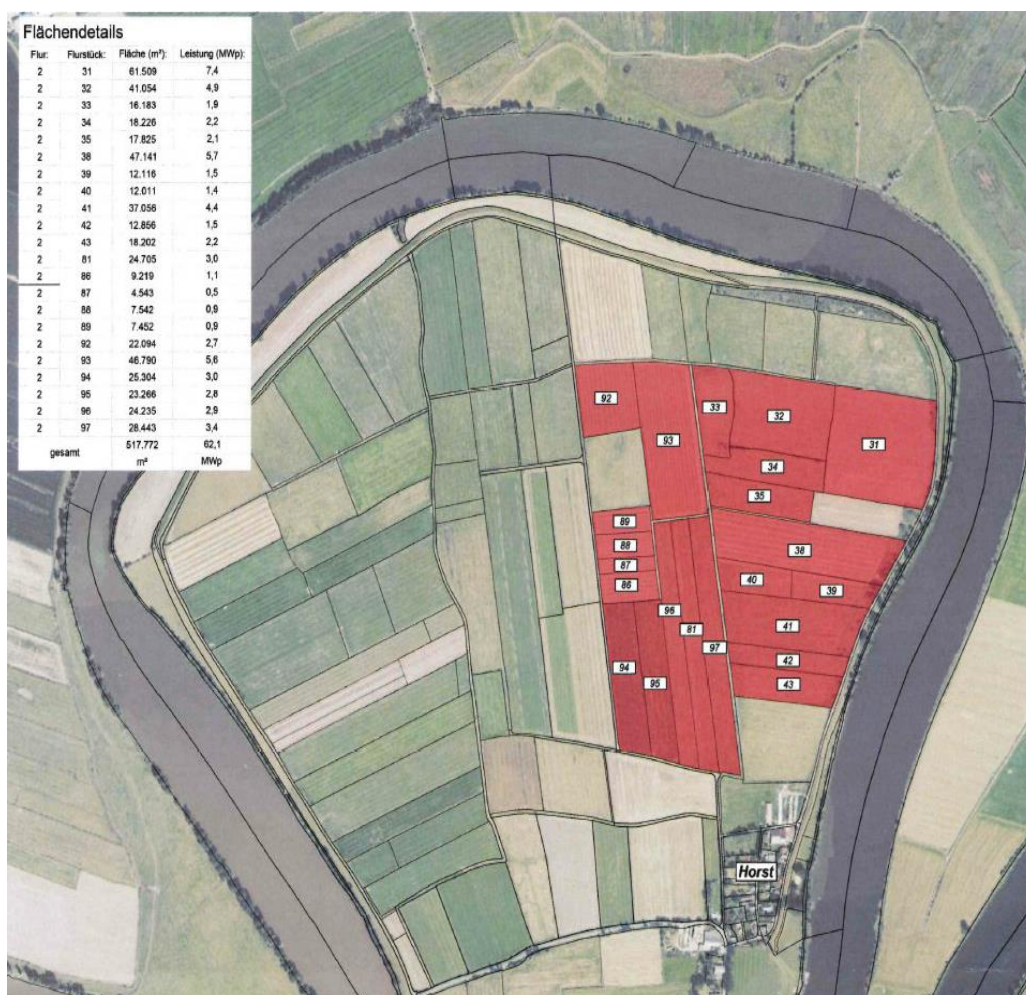 Flächendetails
Flur: Flurstück: Fläche (m²): Leistung (MWp):
2 31 61.509 7,4
2 32 41.054 4,9
2 33 16.183 1,9
2 34 18.226 2,2
2 35 17.825 2,1
2 38 47.141 5,7
2 39 12.116 1,5
2 40 12.011 1,4
2 41 37.056 4,4
2 42 12.856 1,5
2 43 18.202 2,2
2 81 24.705 3,0
2 86 9.219 1,1
2 87 4.543 0,5
2 88 7.542 0,9
2 89 7.452 0,9
2 92 22.094 2,7
2 93 46.790 5,6
2 94 25.304 3,0
2 95 23.266 2,8
2 96 24.235 2,9
2 97 28.443 3,4
gesamt 517.772 62,1
m² MWp
92
33
32
93
31
34
35
89
88
38
87
40
39
86
96
41
81
97
42
94
95
43
Horst